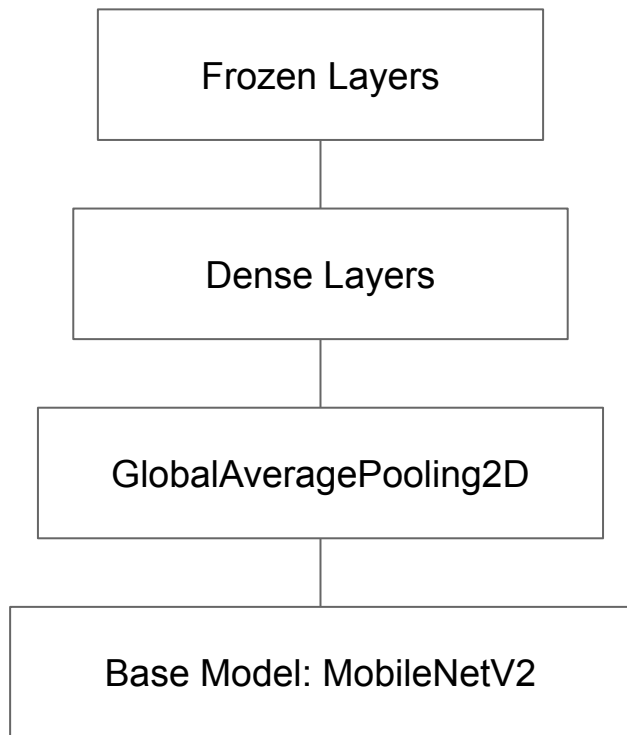 Frozen Layers
Dense Layers
GlobalAveragePooling2D
Base Model: MobileNetV2